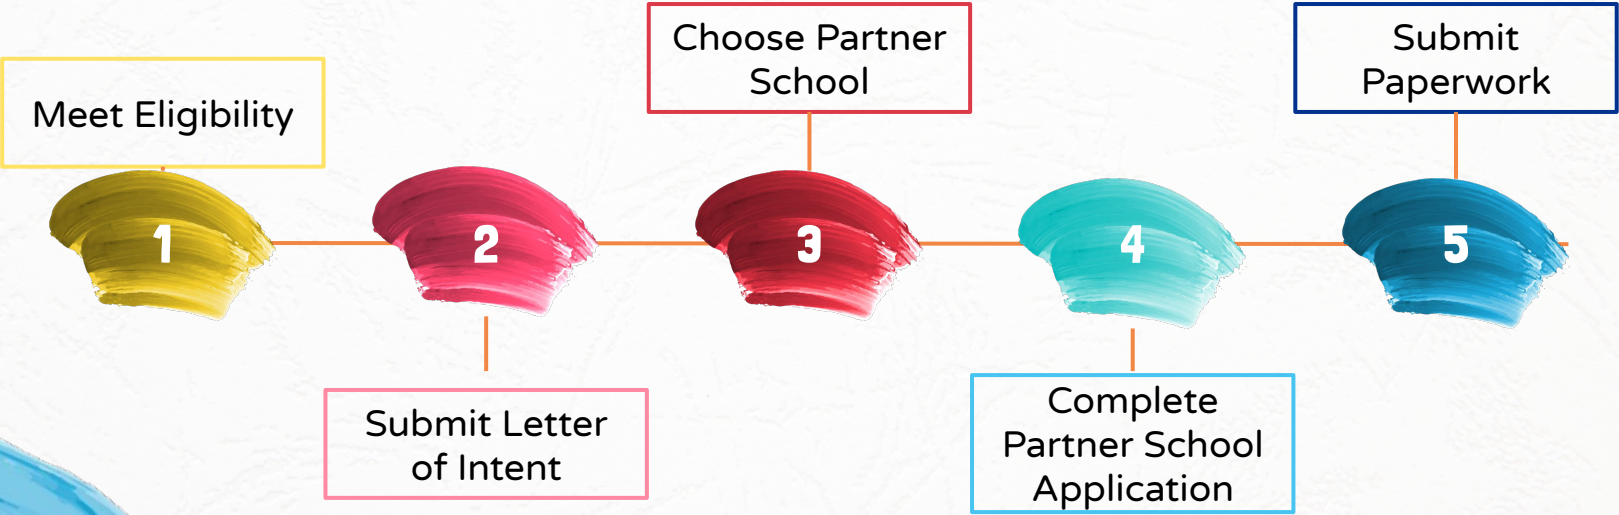 1
Meet Eligibility
2
Submit Letter
of Intent
3
Choose Partner
School
4
Complete
Partner School
Application
5
Submit
Paperwork